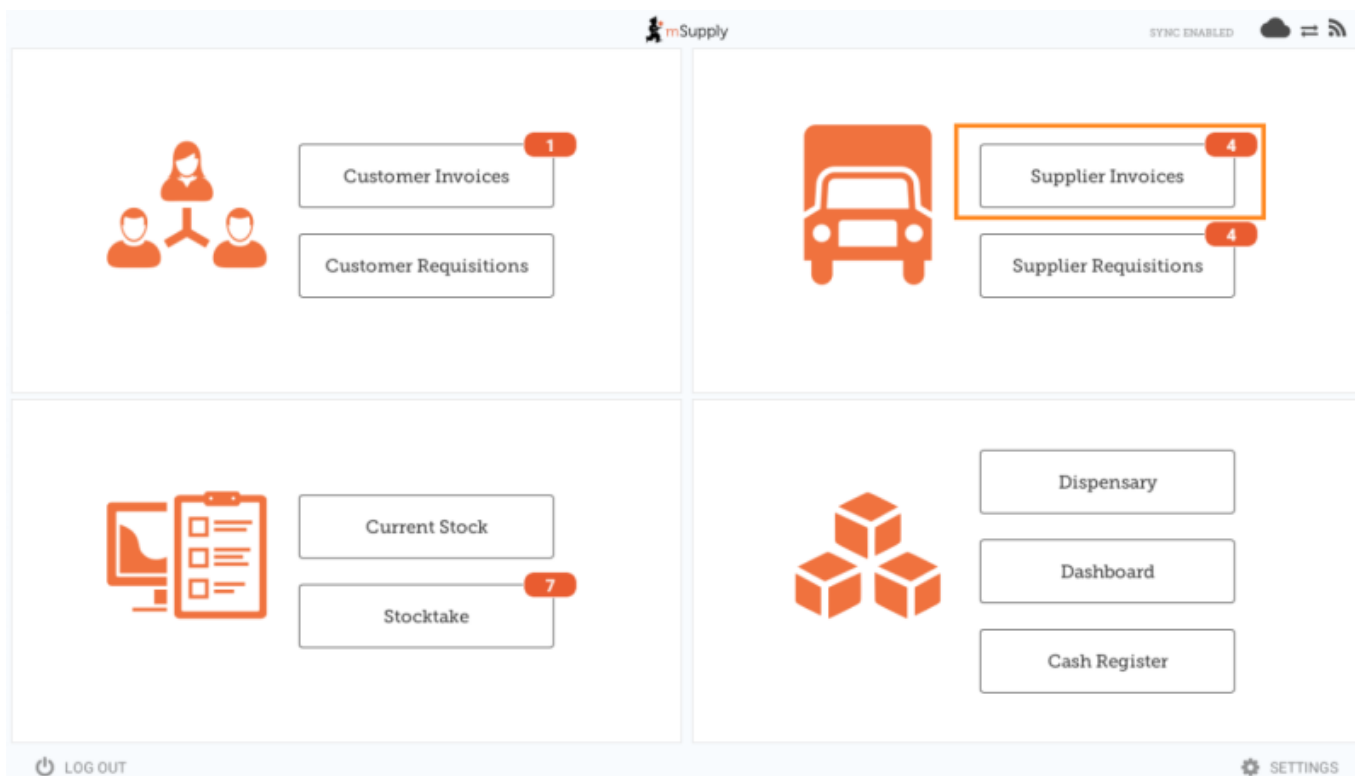 mSupply
SYNC ENABLED
1
Customer Invoices
Customer Requisitions
4
Supplier Invoices
4
Supplier Requisitions
Current Stock
7
Stocktake
Dispensary
Dashboard
Cash Register
LOG OUT
SETTINGS